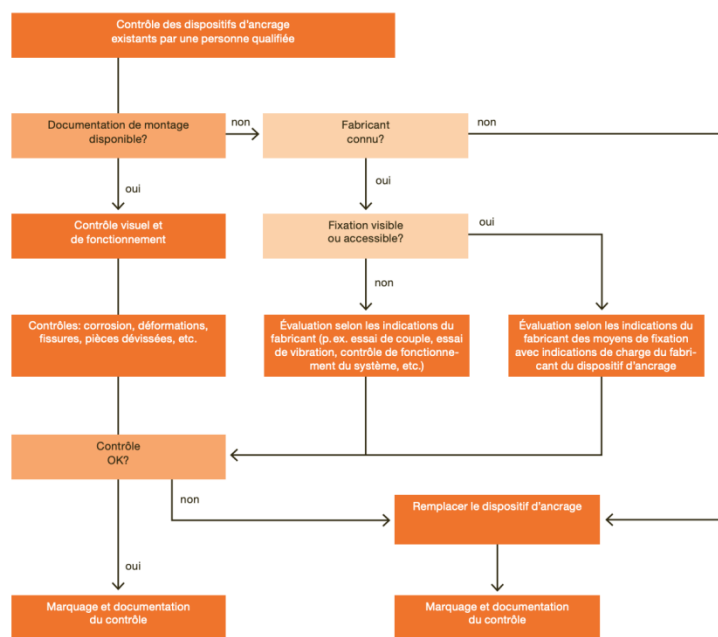 Contrôle des dispositifs d'ancrage
existants par une personne qualifiée
Documentation de montage
disponible?
non
Fabricant
connu?
non
oui
oui
Contrôle visuel et
de fonctionnement
Fixation visible
ou accessible?
oui
non
Contrôles: corrosion, déformations,
fissures, pièces dévissées, etc.
Évaluation selon les indications du
fabricant (p. ex. essai de couple, essai
de vibration, contrôle de fonctionne-
ment du système, etc.)
Évaluation selon les indications du
fabricant des moyens de fixation
avec indications de charge du fabri-
cant du dispositif d'ancrage
Contrôle
OK?
non
Remplacer le dispositif d'ancrage
oui
Marquage et documentation
du contrôle
Marquage et documentation
du contrôle